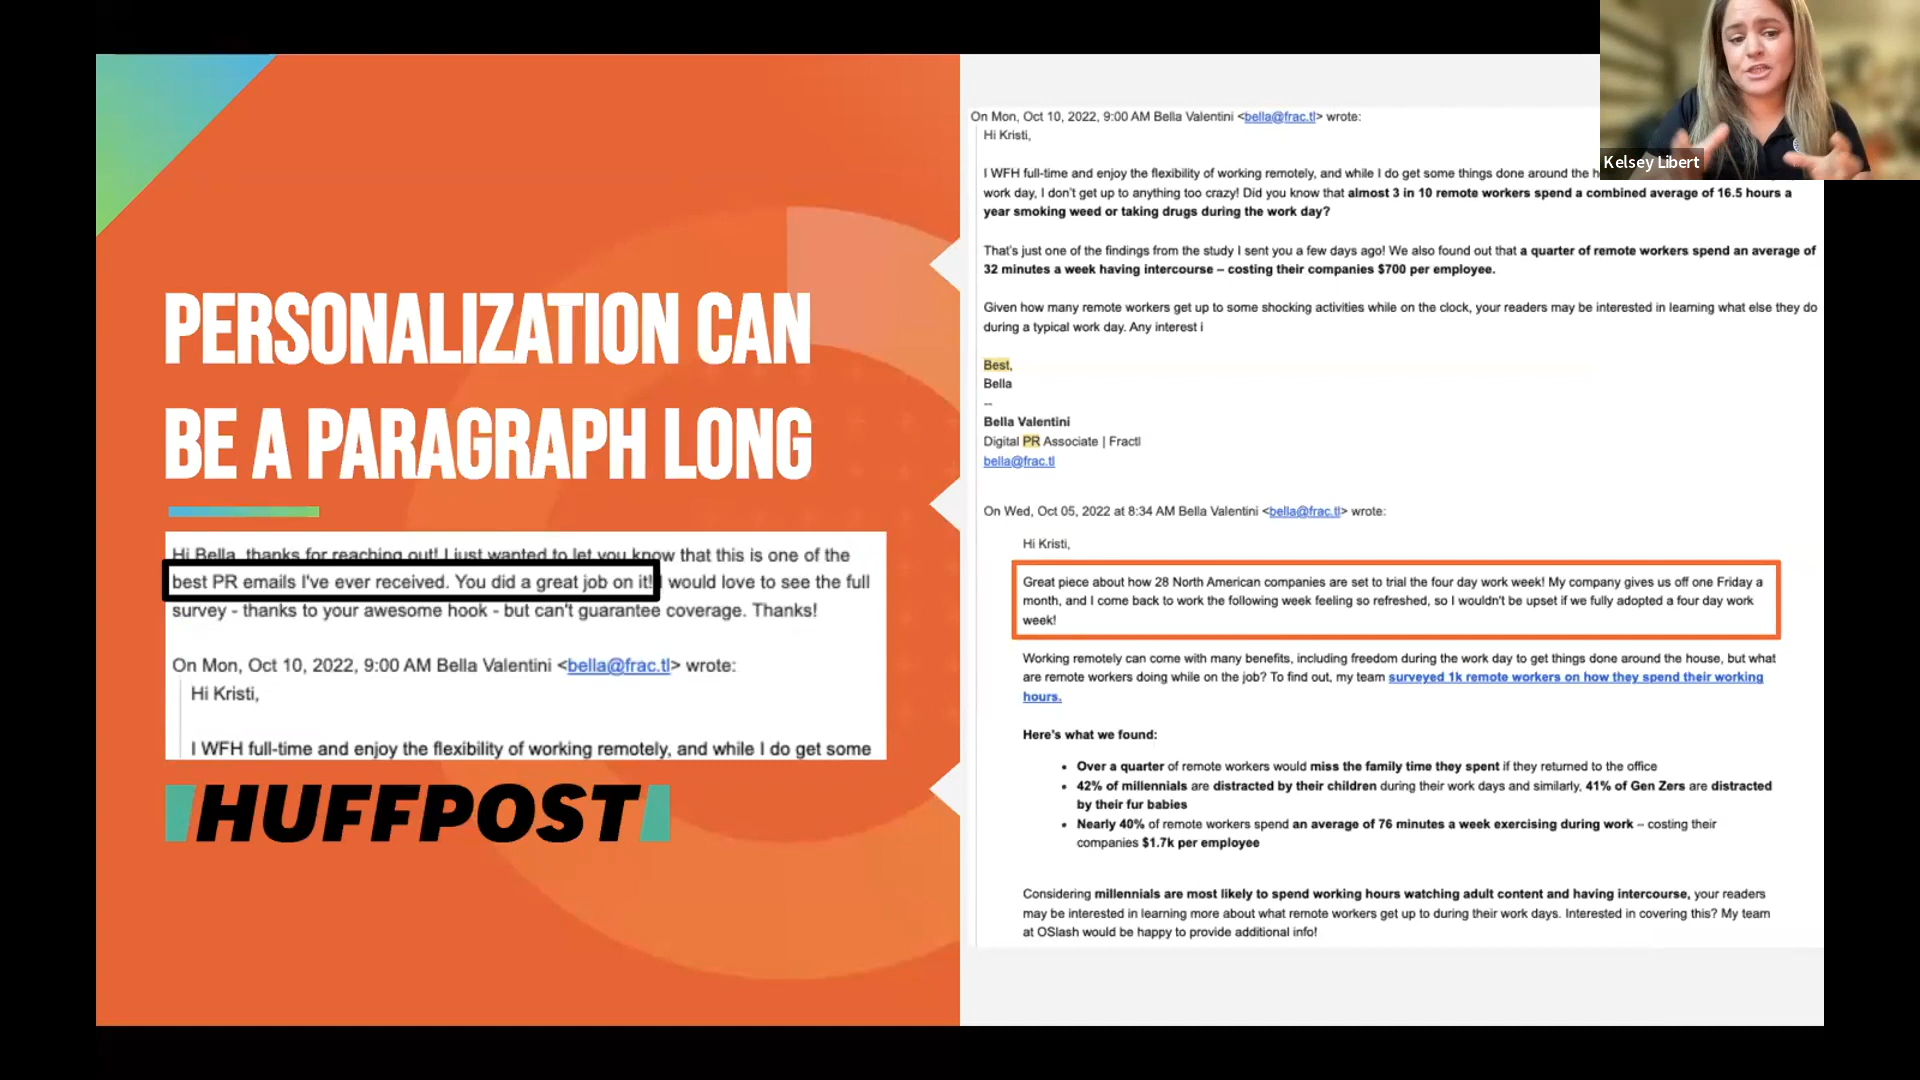 PERSONALIZATION CAN
BE A PARAGRAPH LONG
Hi Bella, thanks for reaching out! I just wanted to let you know that this is one of the
best PR emails I've ever received. You did a great job on it! I would love to see the full
survey - thanks to your awesome hook - but can't guarantee coverage. Thanks!
On Mon, Oct 10, 2022, 9:00 AM Bella Valentini <bella@frac.tl> wrote:
Hi Kristi,
I WFH full-time and enjoy the flexibility of working remotely, and while I do get some
HUFFPOST
On Mon, Oct 10, 2022, 9:00 AM Bella Valentini <bella@frac.tl> wrote:
Hi Kristi,
I WFH full-time and enjoy the flexibility of working remotely, and while I do get some things done around the
work day, I don't get up to anything too crazy! Did you know that almost 3 in 10 remote workers spend a combined average of 16.5 hours a
year smoking weed or taking drugs during the work day?
That's just one of the findings from the study I sent you a few days ago! We also found out that a quarter of remote workers spend an average of
32 minutes a week having intercourse – costing their companies $700 per employee.
Given how many remote workers get up to some shocking activities while on the clock, your readers may be interested in learning what else they do
during a typical work day. Any interest i
Best,
Bella
--
Bella Valentini
Digital PR Associate | Fractl
bella@frac.tl
On Wed, Oct 05, 2022 at 8:34 AM Bella Valentini <bella@frac.tl> wrote:
Hi Kristi,
Great piece about how 28 North American companies are set to trial the four day work week! My company gives us off one Friday a
month, and I come back to work the following week feeling so refreshed, so I wouldn't be upset if we fully adopted a four day work
week!
Working remotely can come with many benefits, including freedom during the work day to get things done around the house, but what
are remote workers doing while on the job? To find out, my team surveyed 1k remote workers on how they spend their working
hours.
Here's what we found:
• Over a quarter of remote workers would miss the family time they spent if they returned to the office
• 42% of millennials are distracted by their children during their work days and similarly, 41% of Gen Zers are distracted
by their fur babies
• Nearly 40% of remote workers spend an average of 76 minutes a week exercising during work – costing their
companies $1.7k per employee
Considering millennials are most likely to spend working hours watching adult content and having intercourse, your readers
may be interested in learning more about what remote workers get up to during their work days. Interested in covering this? My team
at OSlash would be happy to provide additional info!
Kelsey Libert